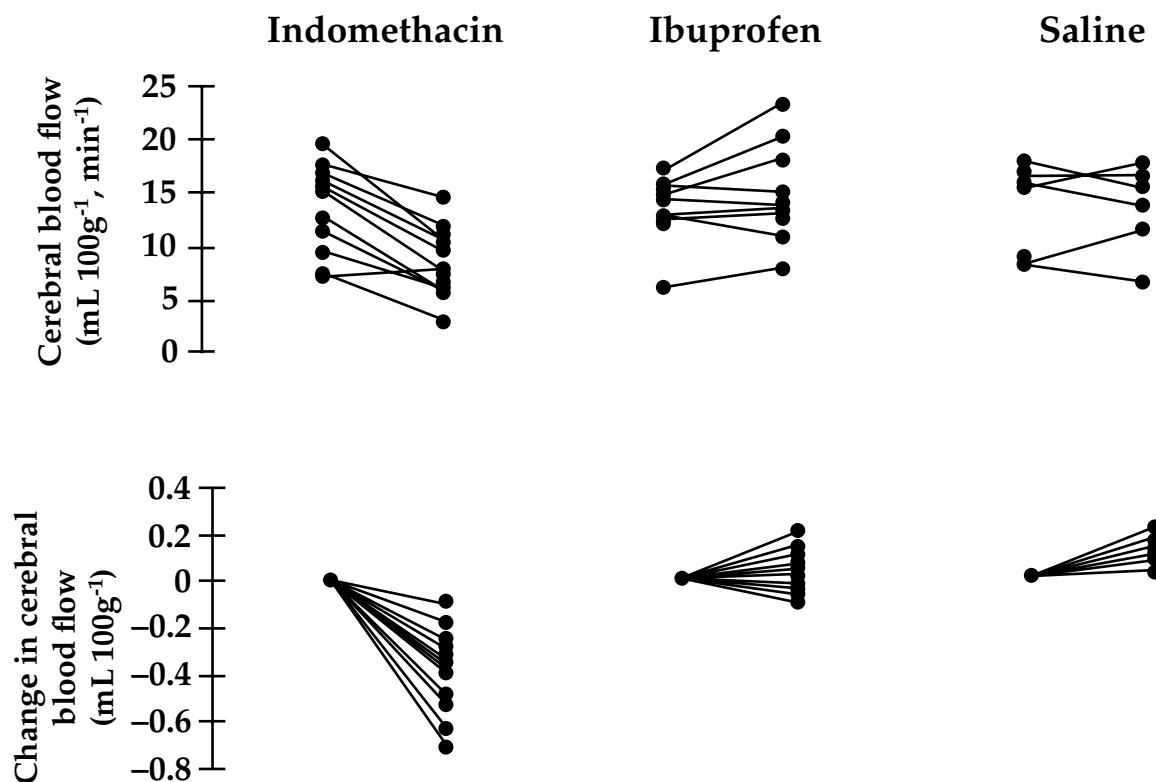 Indomethacin Ibuprofen Saline
Cerebral blood flow
(mL 100g⁻¹, min⁻¹)
25
20
15
10
5
0
Change in cerebral
blood flow
(mL 100g⁻¹)
0.4
0.2
0
–0.2
–0.4
–0.6
–0.8